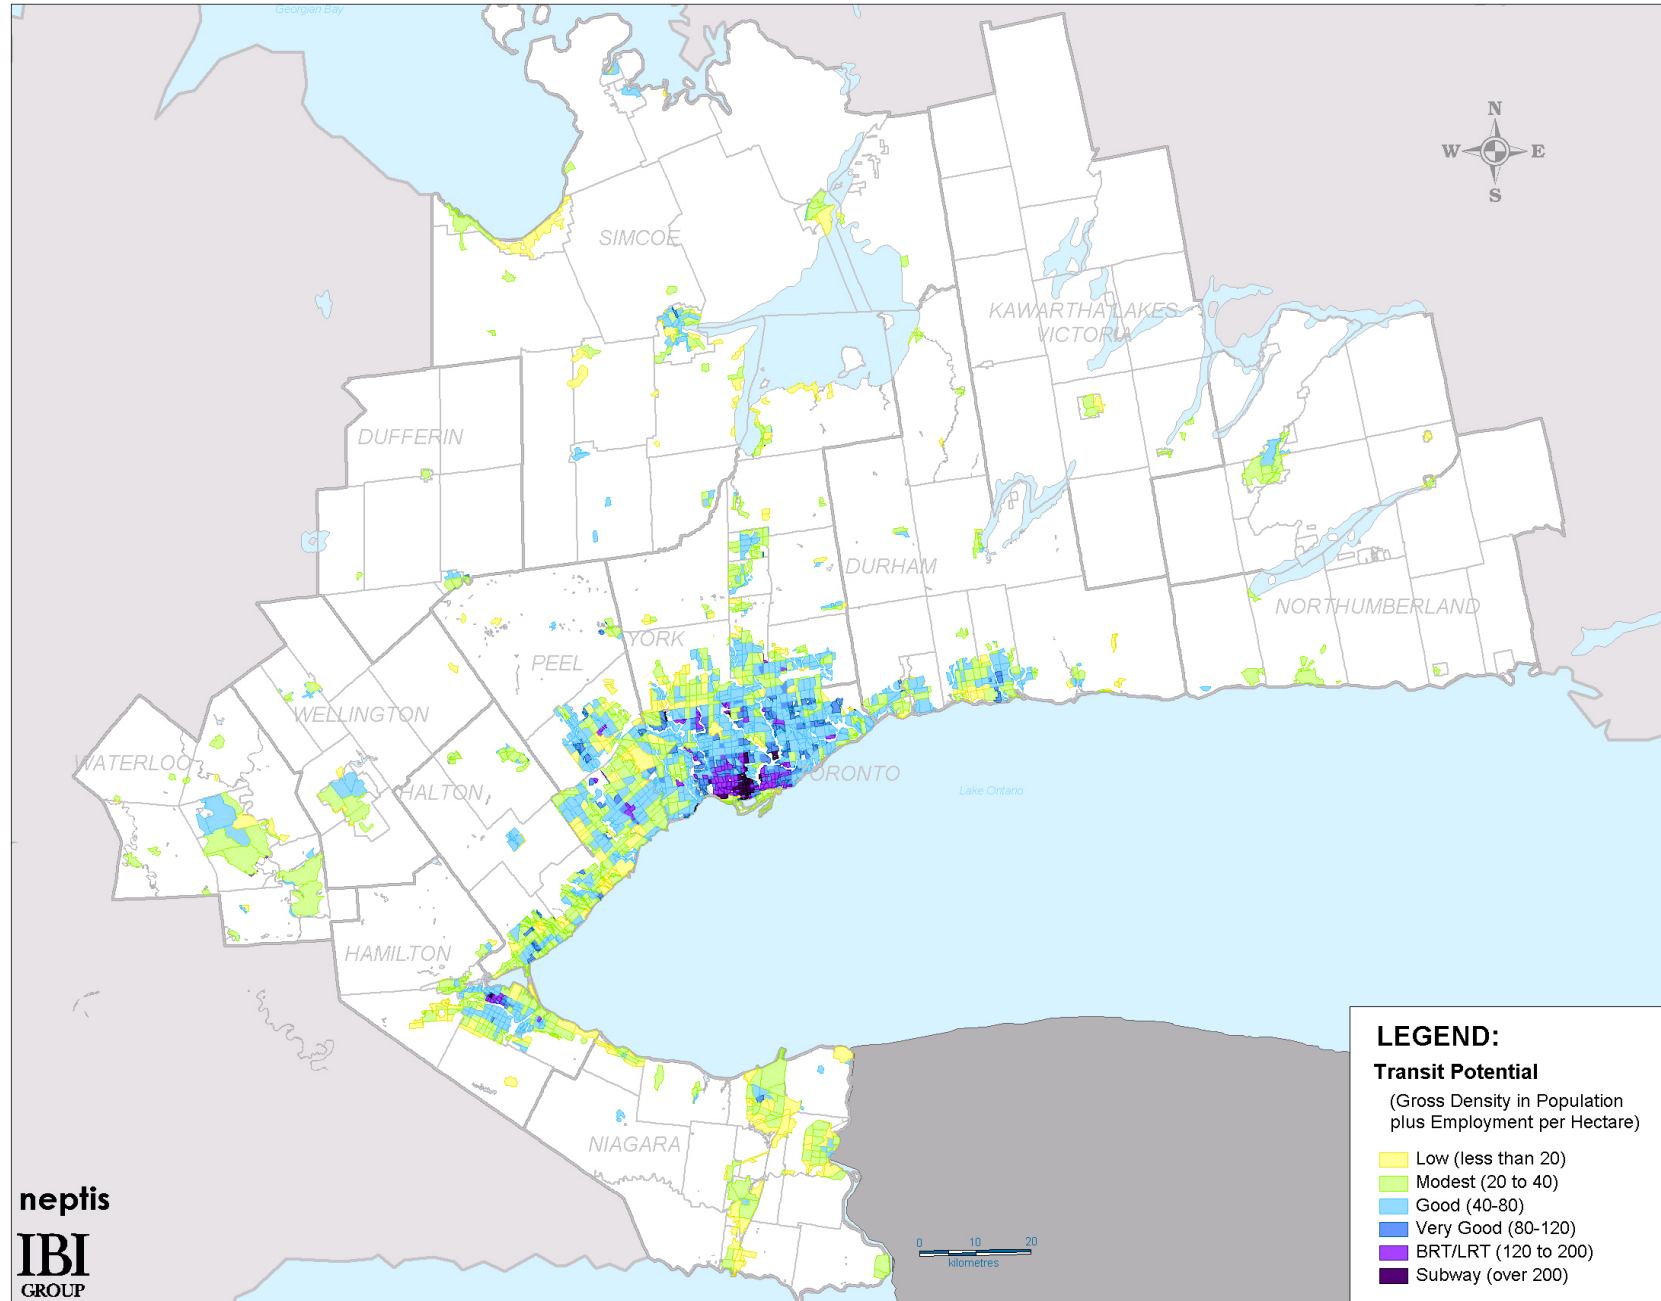 Georgian Bay
N
W
E
S
SIMCOE
KAWARTHA LAKES
VICTORIA
DUFFERIN
DURHAM
NORTHUMBERLAND
YORK
PEEL
WELLINGTON
WATERLOO
HALTON
TORONTO
Lake Ontario
HAMILTON
NIAGARA
LEGEND:
Transit Potential
(Gross Density in Population
plus Employment per Hectare)
Low (less than 20)
Modest (20 to 40)
Good (40-80)
Very Good (80-120)
BRT/LRT (120 to 200)
Subway (over 200)
0 10 20
kilometres
neptis
IBI
GROUP